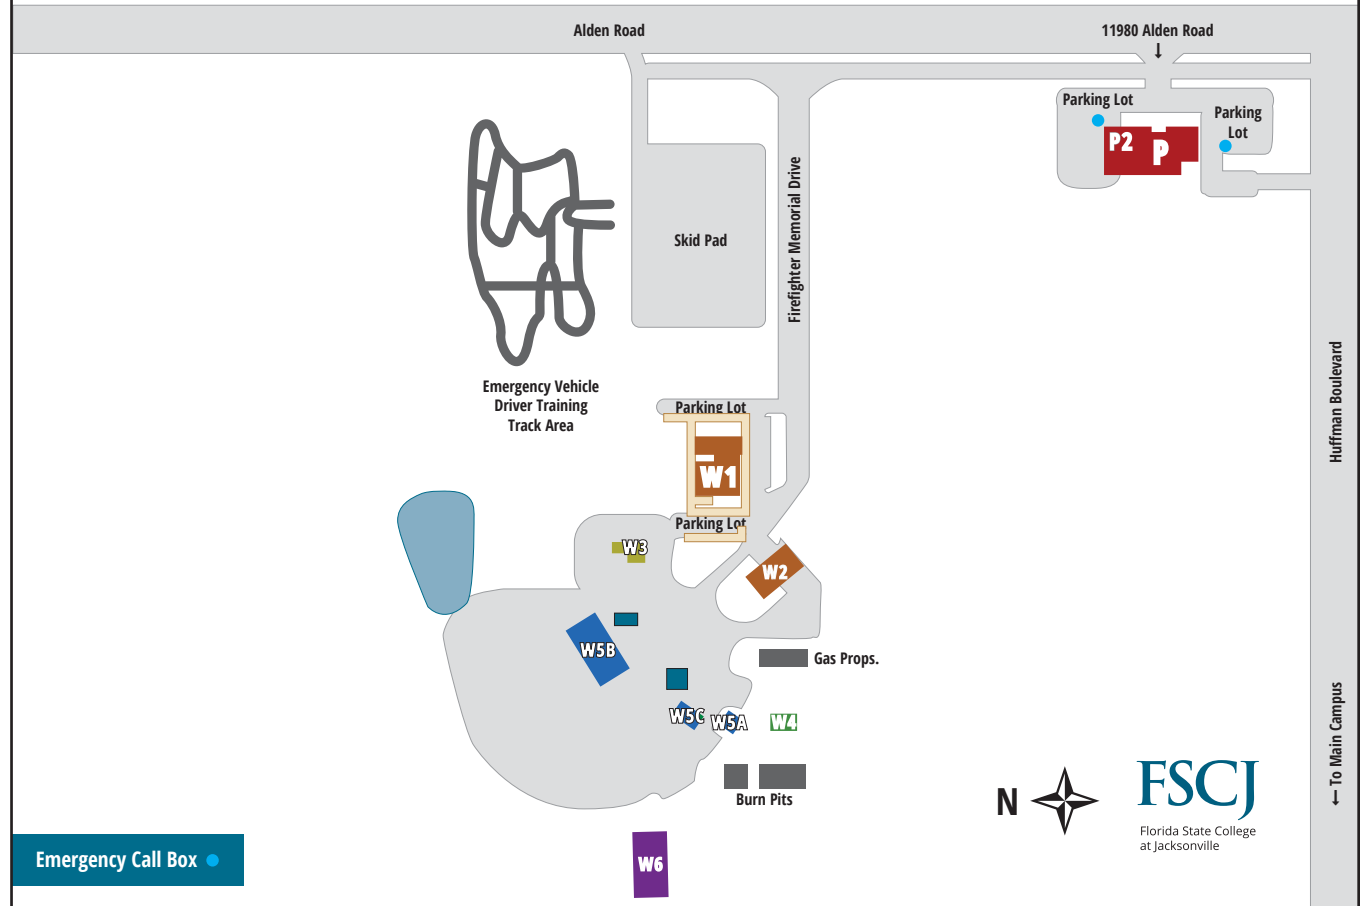 Alden Road
11980 Alden Road
Parking Lot
Parking
Lot
P2
P
Firefighter Memorial Drive
Skid Pad
Huffman Boulevard
Emergency Vehicle
Driver Training
Track Area
Parking Lot
W1
Parking Lot
W3
W2
W5B
Gas Props.
W5C
W5A
W4
Burn Pits
← To Main Campus
N
FSCJ
Florida State College
at Jacksonville
Emergency Call Box
W6